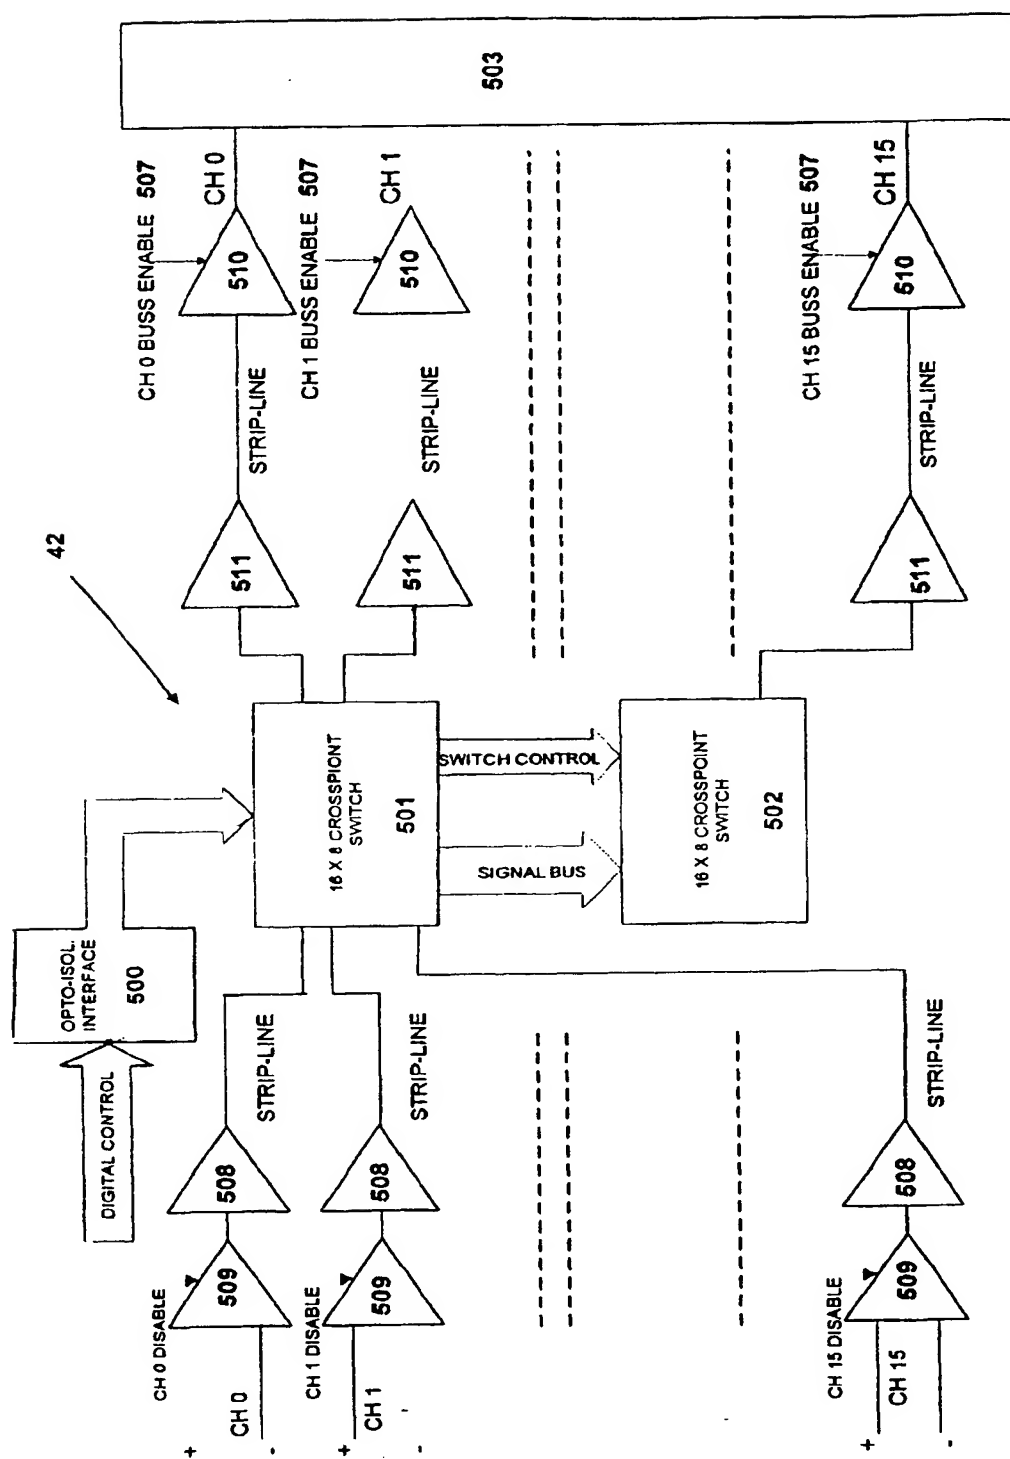 42
DIGITAL CONTROL
OPTO-ISOL.
INTERFACE
500
+
-
CH 0
CH 0 DISABLE
509
508
STRIP-LINE
+
-
CH 1
CH 1 DISABLE
509
508
STRIP-LINE
+
-
CH 15
CH 15 DISABLE
509
508
STRIP-LINE
16 X 8 CROSSPIONT
SWITCH
501
SIGNAL BUS
SWITCH CONTROL
16 X 8 CROSSPOINT
SWITCH
502
511
STRIP-LINE
CH 0 BUSS ENABLE 507
510
CH 0
511
STRIP-LINE
CH 1 BUSS ENABLE 507
510
CH 1
511
STRIP-LINE
CH 15 BUSS ENABLE 507
510
CH 15
503